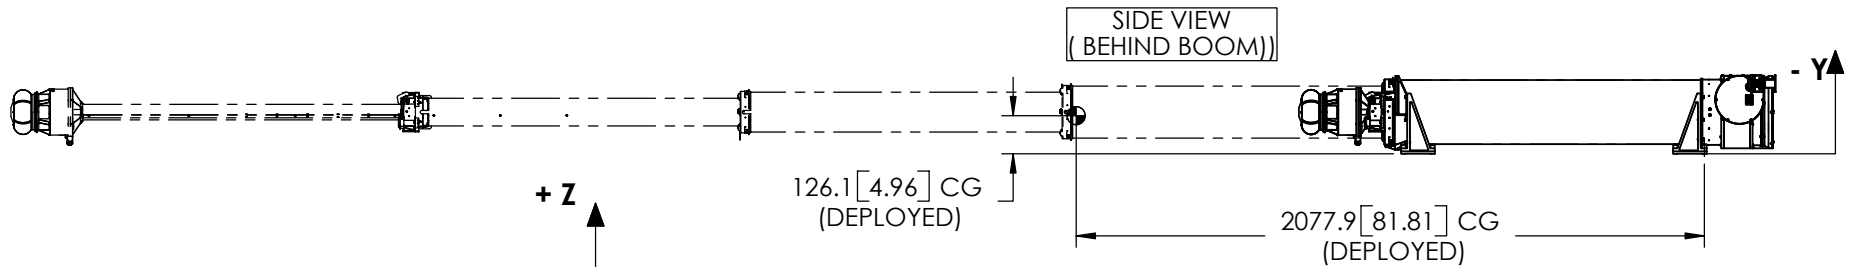 SIDE VIEW
( BEHIND BOOM))
- Y
+ Z
126.1[4.96] CG
(DEPLOYED)
2077.9[81.81] CG
(DEPLOYED)